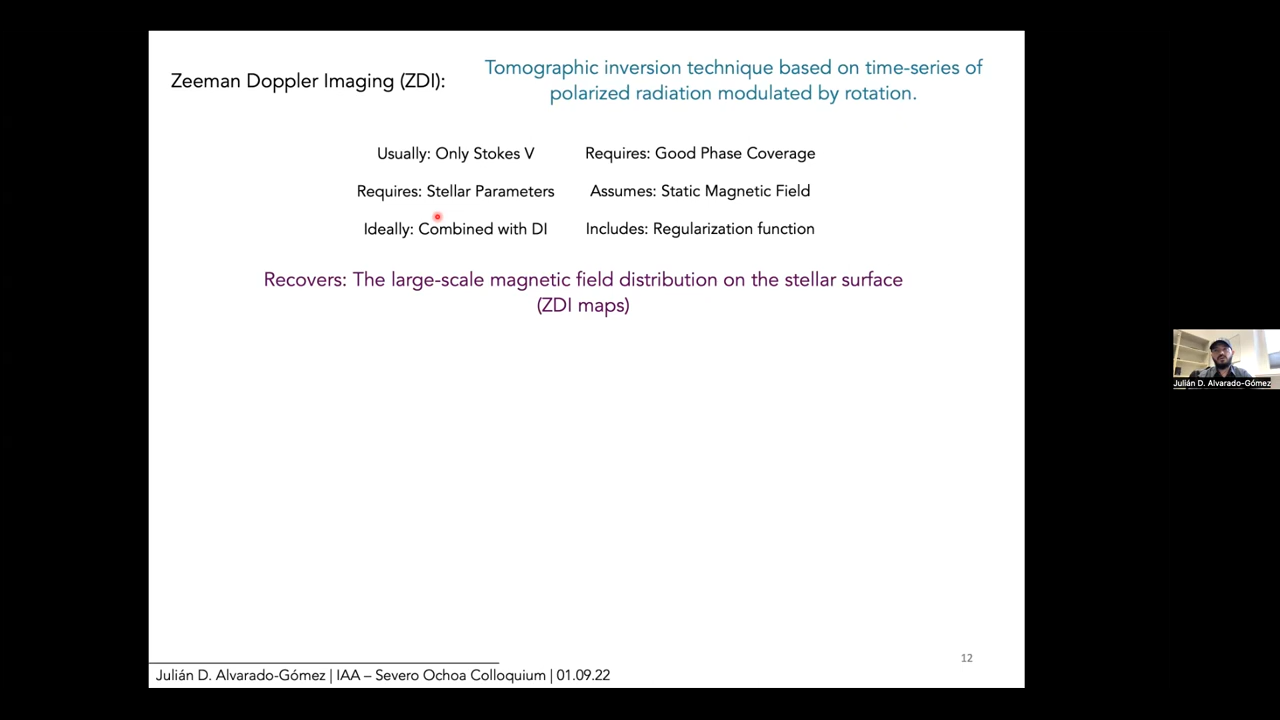 Zeeman Doppler Imaging (ZDI):
Tomographic inversion technique based on time-series of
polarized radiation modulated by rotation.
Usually: Only Stokes V
Requires: Good Phase Coverage
Requires: Stellar Parameters
Assumes: Static Magnetic Field
Ideally: Combined with DI
Includes: Regularization function
Recovers: The large-scale magnetic field distribution on the stellar surface
(ZDI maps)
Julián D. Alvarado-Gómez
12
Julián D. Alvarado-Gómez | IAA – Severo Ochoa Colloquium | 01.09.22